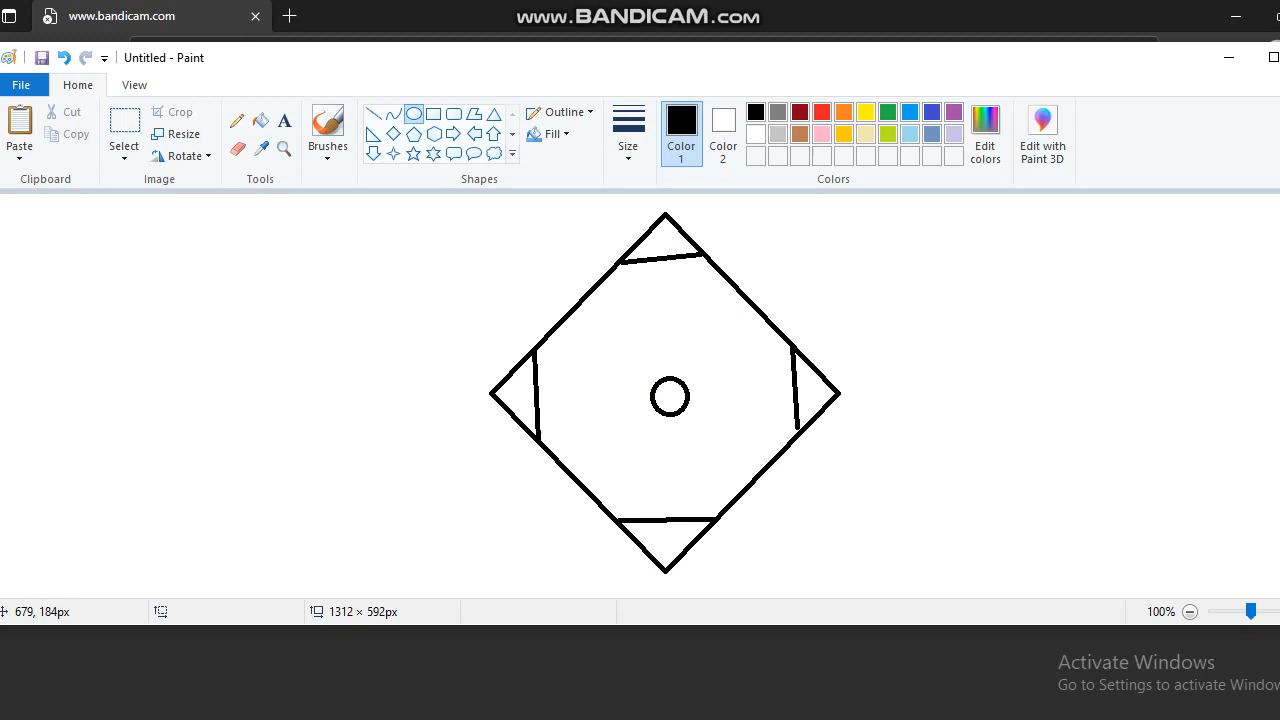 www.bandicam.com
www.BANDICAM.com
Untitled - Paint
File Home View
Paste
Cut
Copy
Clipboard
Select
Crop
Resize
Rotate
Image
Tools
Brushes
Shapes
Outline
Fill
Size
Color
1
Color
2
Colors
Edit
colors
Edit with
Paint 3D
679, 184px
1312 × 592px
100%
Activate Windows
Go to Settings to activate Window